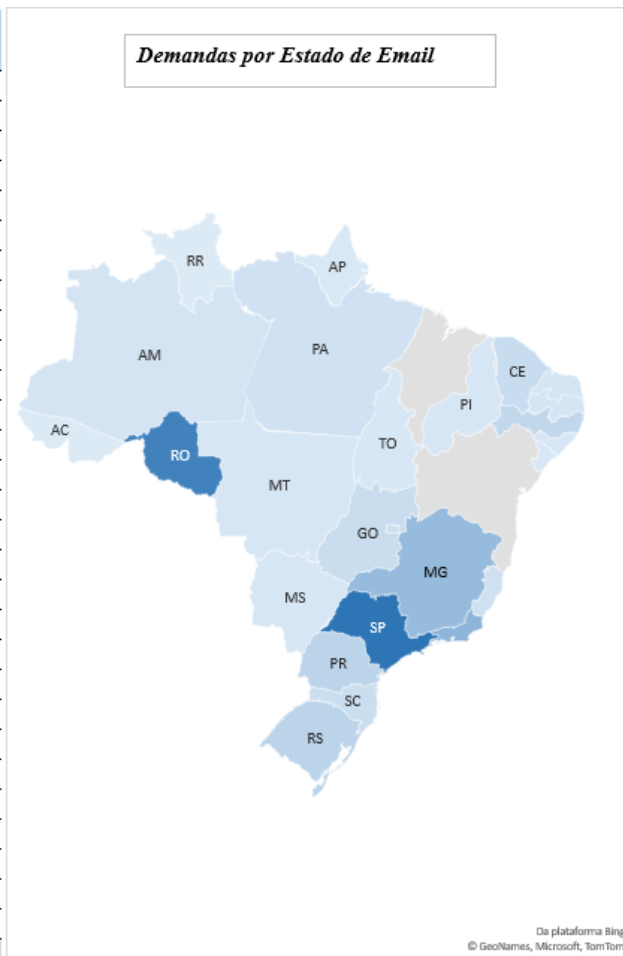 Demandas por Estado de Email
RR
AP
AM
PA
CE
PI
AC
TO
RO
MT
GO
MG
MS
SP
PR
SC
RS
Da plataforma Bing
© GeoNames, Microsoft, TomTom